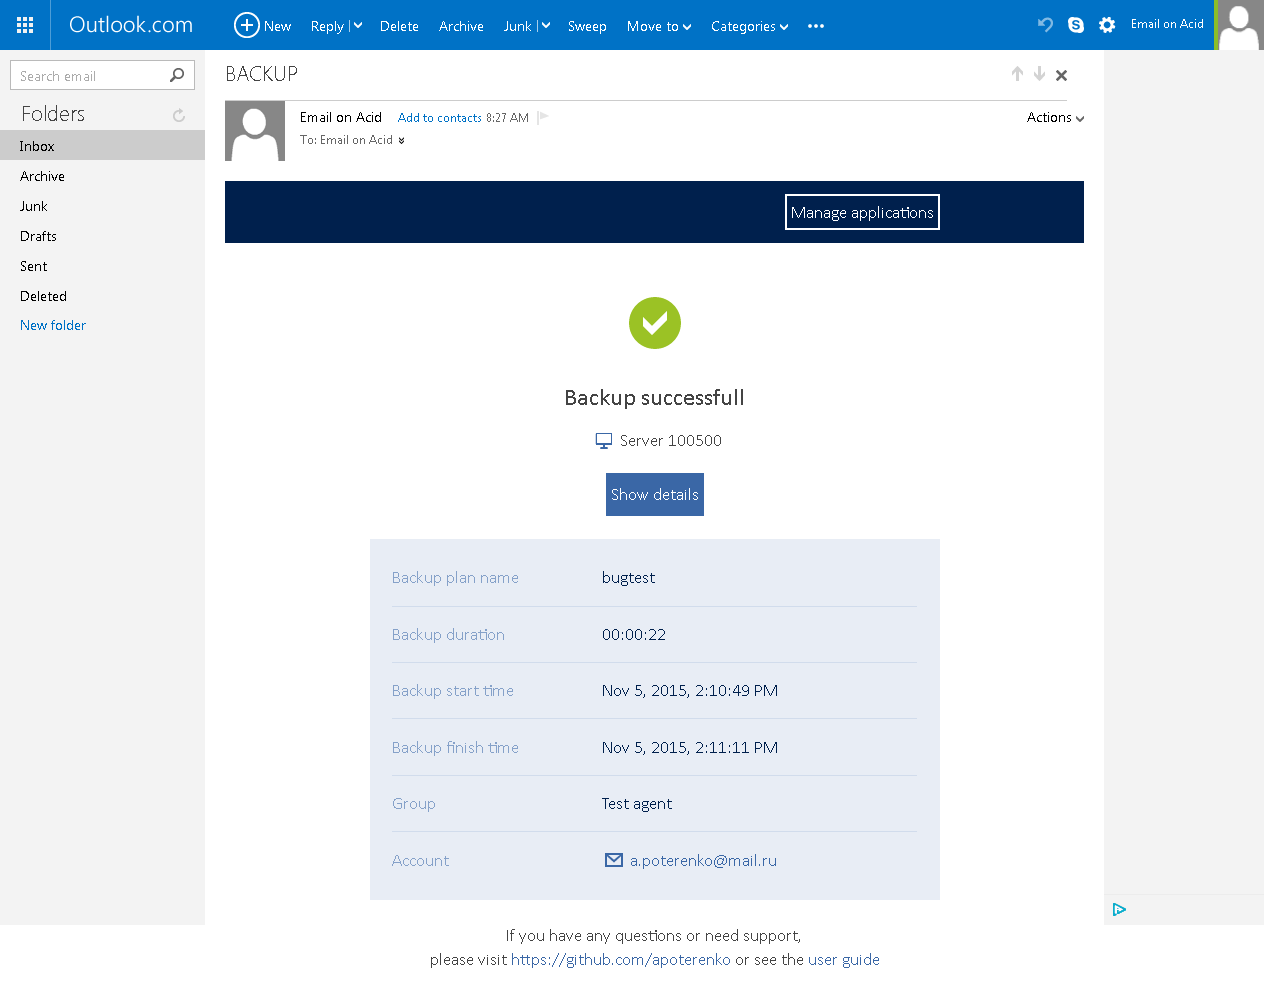 Outlook.com
New Reply Delete Archive Junk Sweep Move to Categories
Email on Acid
Search email
Folders
Inbox
Archive
Junk
Drafts
Sent
Deleted
New folder
BACKUP
Email on Acid Add to contacts 8:27 AM
Actions
To: Email on Acid
Manage applications
Backup successfull
Server 100500
Show details
Backup plan name bugtest
Backup duration 00:00:22
Backup start time Nov 5, 2015, 2:10:49 PM
Backup finish time Nov 5, 2015, 2:11:11 PM
Group Test agent
Account a.poterenko@mail.ru
If you have any questions or need support,
please visit https://github.com/apoterenko or see the user guide